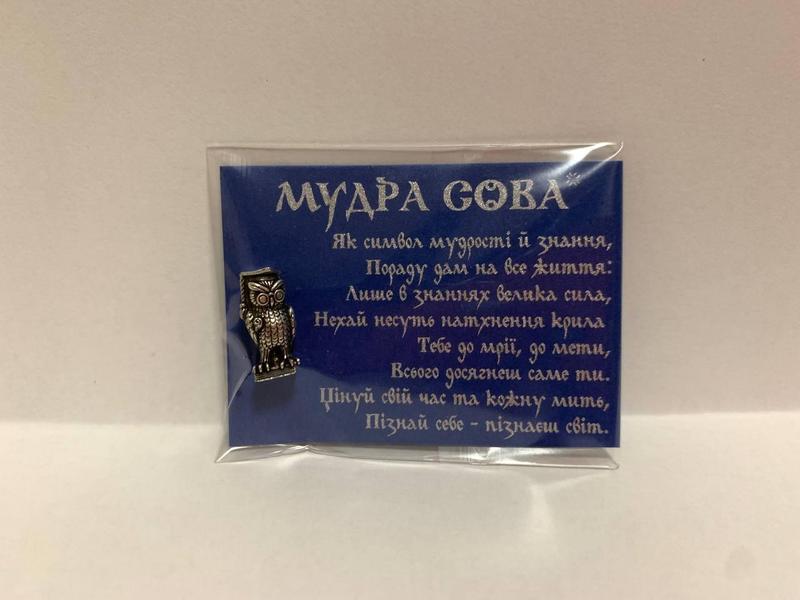 МУДРА СОВА*
Як символ мудрості й знання,
Пораду дам на все життя:
Лише в знаннях велика сила,
Нехай несуть натхнення крила
Тебе до мрії, до мети,
Всього досягнеш саме ти.
Цінуй свій час та кожну мить,
Пізнай себе - пізнаєш світ.